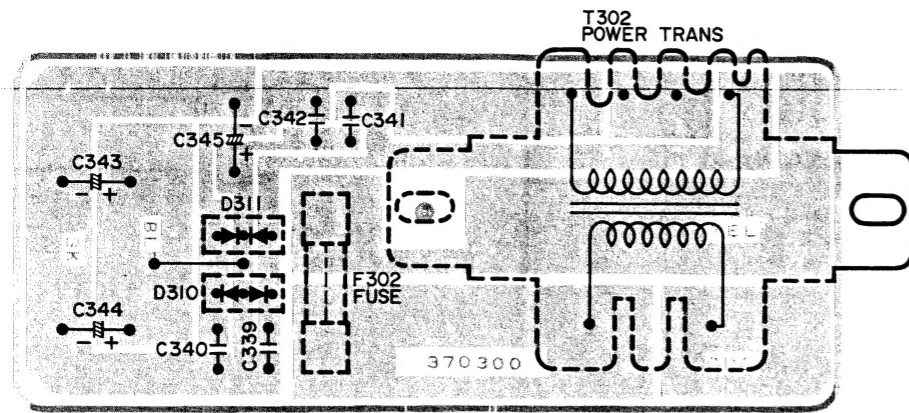 T302
POWER TRANS
C342
C341
C345
-
+
C343
- +
D311
D310
F302
FUSE
C344
- +
C340
C339
370300